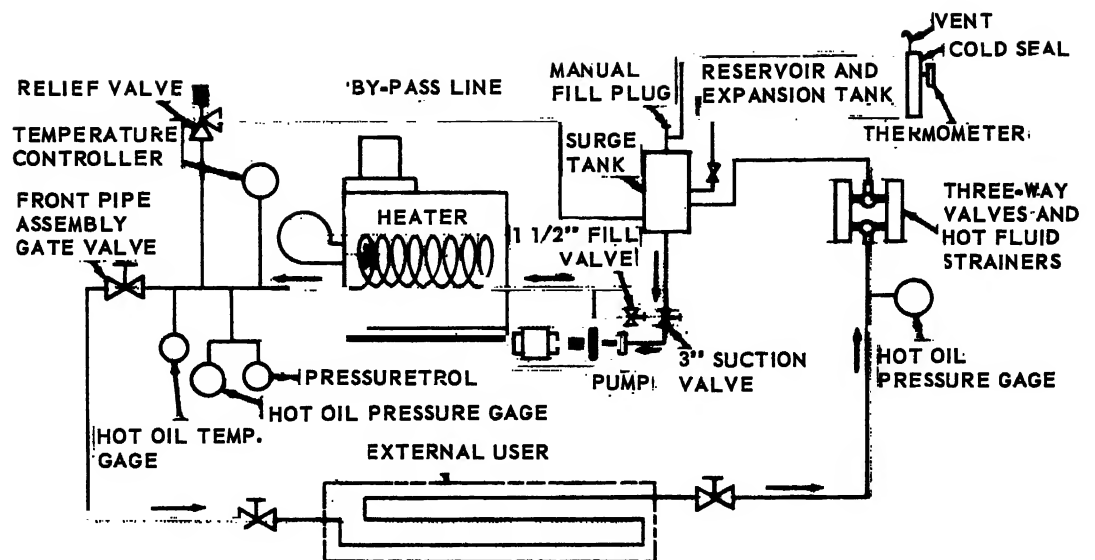 VENT
COLD SEAL
THERMOMETER
RELIEF VALVE
BY-PASS LINE
MANUAL
FILL PLUG
RESERVOIR AND
EXPANSION TANK
TEMPERATURE
CONTROLLER
SURGE
TANK
FRONT PIPE
ASSEMBLY
GATE VALVE
HEATER
1 1/2" FILL
VALVE
THREE-WAY
VALVES AND
HOT FLUID
STRAINERS
PUMP
3" SUCTION
VALVE
HOT OIL
PRESSURE GAGE
PRESSURETROL
HOT OIL PRESSURE GAGE
HOT OIL TEMP.
GAGE
EXTERNAL USER